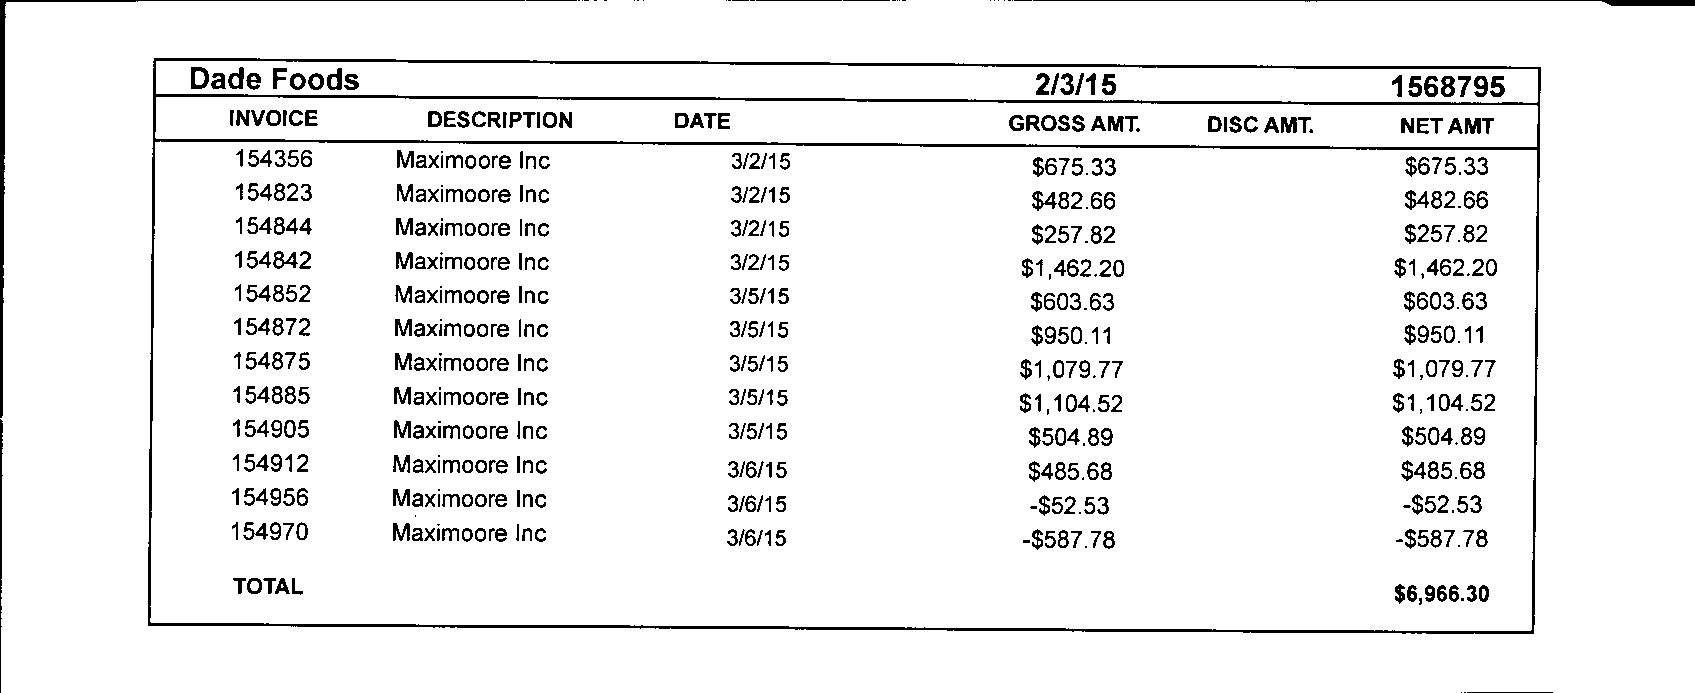 Dade Foods 2/3/15 1568795
INVOICE DESCRIPTION DATE GROSS AMT. DISC AMT. NET AMT
154356 Maximoore Inc 3/2/15 $675.33 $675.33
154823 Maximoore Inc 3/2/15 $482.66 $482.66
154844 Maximoore Inc 3/2/15 $257.82 $257.82
154842 Maximoore Inc 3/2/15 $1,462.20 $1,462.20
154852 Maximoore Inc 3/5/15 $603.63 $603.63
154872 Maximoore Inc 3/5/15 $950.11 $950.11
154875 Maximoore Inc 3/5/15 $1,079.77 $1,079.77
154885 Maximoore Inc 3/5/15 $1,104.52 $1,104.52
154905 Maximoore Inc 3/5/15 $504.89 $504.89
154912 Maximoore Inc 3/6/15 $485.68 $485.68
154956 Maximoore Inc 3/6/15 -$52.53 -$52.53
154970 Maximoore Inc 3/6/15 -$587.78 -$587.78
TOTAL $6,966.30